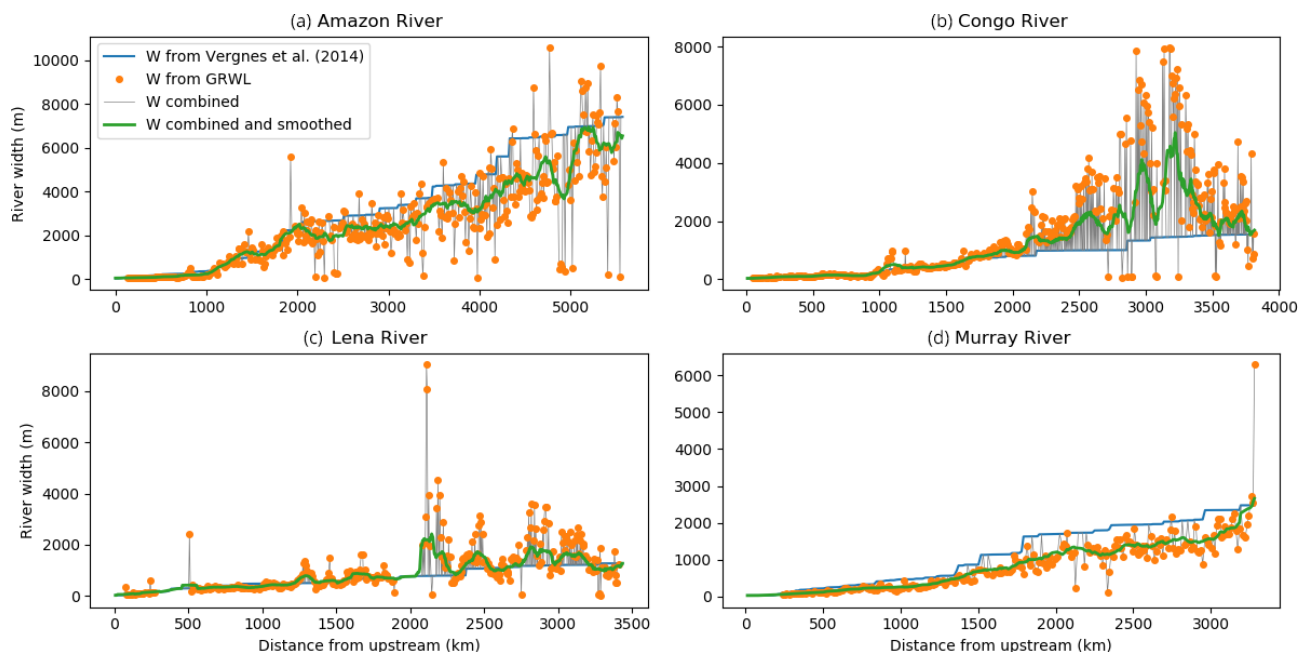 (a) Amazon River
(b) Congo River
W from Vergnes et al. (2014)
W from GRWL
W combined
W combined and smoothed
River width (m)
10000
8000
6000
4000
2000
0
0 1000 2000 3000 4000 5000
8000
6000
4000
2000
0
0 500 1000 1500 2000 2500 3000 3500 4000
(c) Lena River
(d) Murray River
River width (m)
8000
6000
4000
2000
0
0 500 1000 1500 2000 2500 3000 3500
Distance from upstream (km)
6000
5000
4000
3000
2000
1000
0
0 500 1000 1500 2000 2500 3000
Distance from upstream (km)